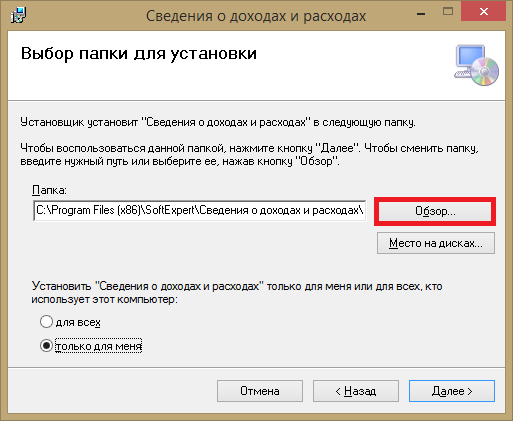 Сведения о доходах и расходах
Выбор папки для установки
Установщик установит "Сведения о доходах и расходах" в следующую папку.
Чтобы воспользоваться данной папкой, нажмите кнопку "Далее". Чтобы сменить папку,
введите нужный путь или выберите ее, нажав кнопку "Обзор".
Папка:
C:\Program Files (x86)\SoftExpert\Сведения о доходах и расходах\
Обзор...
Место на дисках...
Установить "Сведения о доходах и расходах" только для меня или для всех, кто
использует этот компьютер:
для всех
только для меня
Отмена
< Назад
Далее >